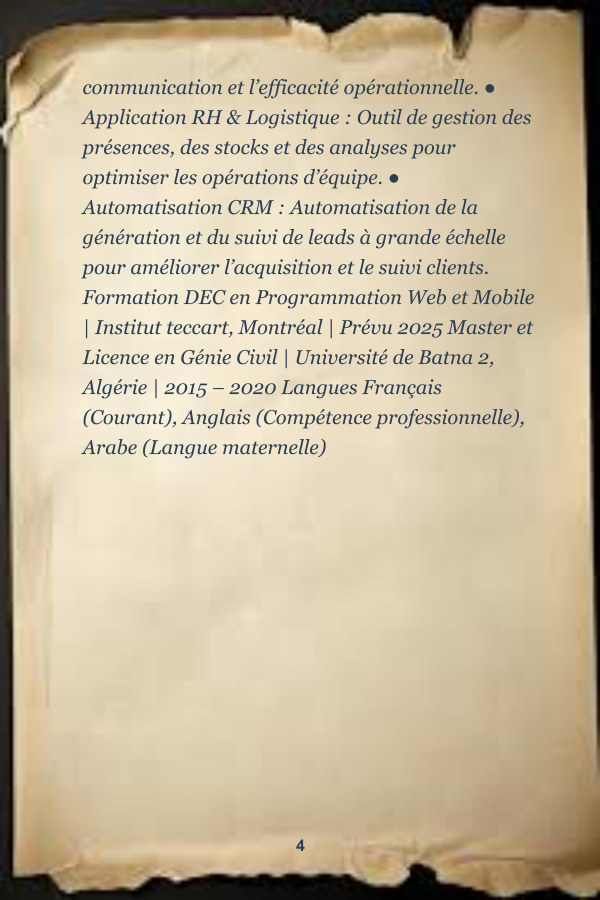 communication et l’efficacité opérationnelle. ●
Application RH & Logistique : Outil de gestion des
présences, des stocks et des analyses pour
optimiser les opérations d’équipe. ●
Automatisation CRM : Automatisation de la
génération et du suivi de leads à grande échelle
pour améliorer l’acquisition et le suivi clients.
Formation DEC en Programmation Web et Mobile
| Institut teccart, Montréal | Prévu 2025 Master et
Licence en Génie Civil | Université de Batna 2,
Algérie | 2015 – 2020 Langues Français
(Courant), Anglais (Compétence professionnelle),
Arabe (Langue maternelle)
4